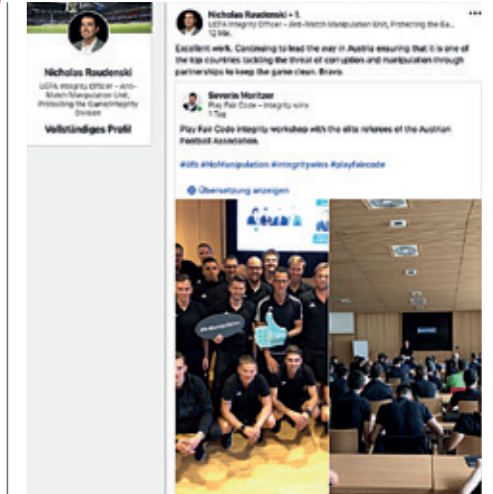 Nicholas Raudenski
UEFA Integrity Officer – Anti-
Match Manipulation Unit,
Protecting the Game/Integrity
Division
Vollständiges Profil
Nicholas Raudenski • 1.
UEFA Integrity Officer – Anti-Match Manipulation Unit, Protecting the Ga...
12 Std.
Excellent work. Continuing to lead the way in Austria ensuring that it is one of
the top countries tackling the threat of corruption and manipulation through
partnerships to keep the game clean. Bravo.
Severin Moritzer
Play Fair Code – Integrity wins
1 Tag
Play Fair Code integrity workshop with the elite referees of the Austrian
Football Association.
#öfb #NoManipulation #integritywins #playfaircode
Übersetzung anzeigen